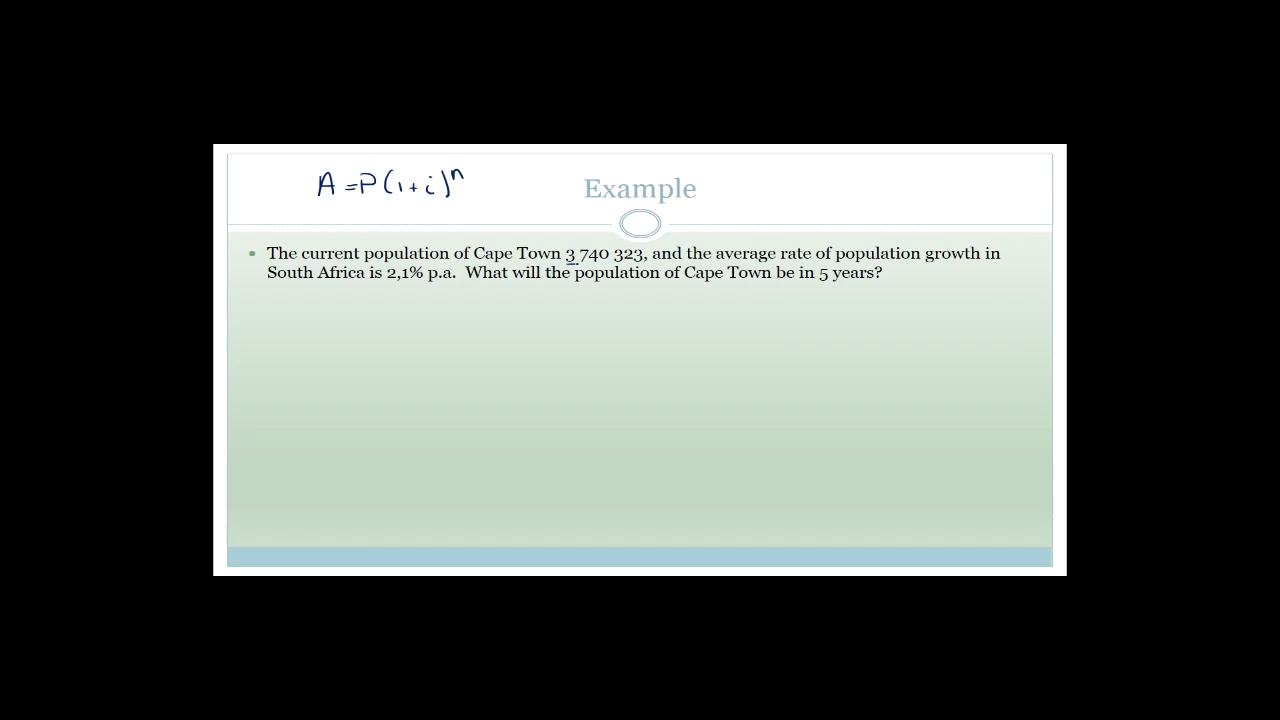 A = P(1+i)^n
Example
• The current population of Cape Town 3 740 323, and the average rate of population growth in
South Africa is 2,1% p.a.  What will the population of Cape Town be in 5 years?